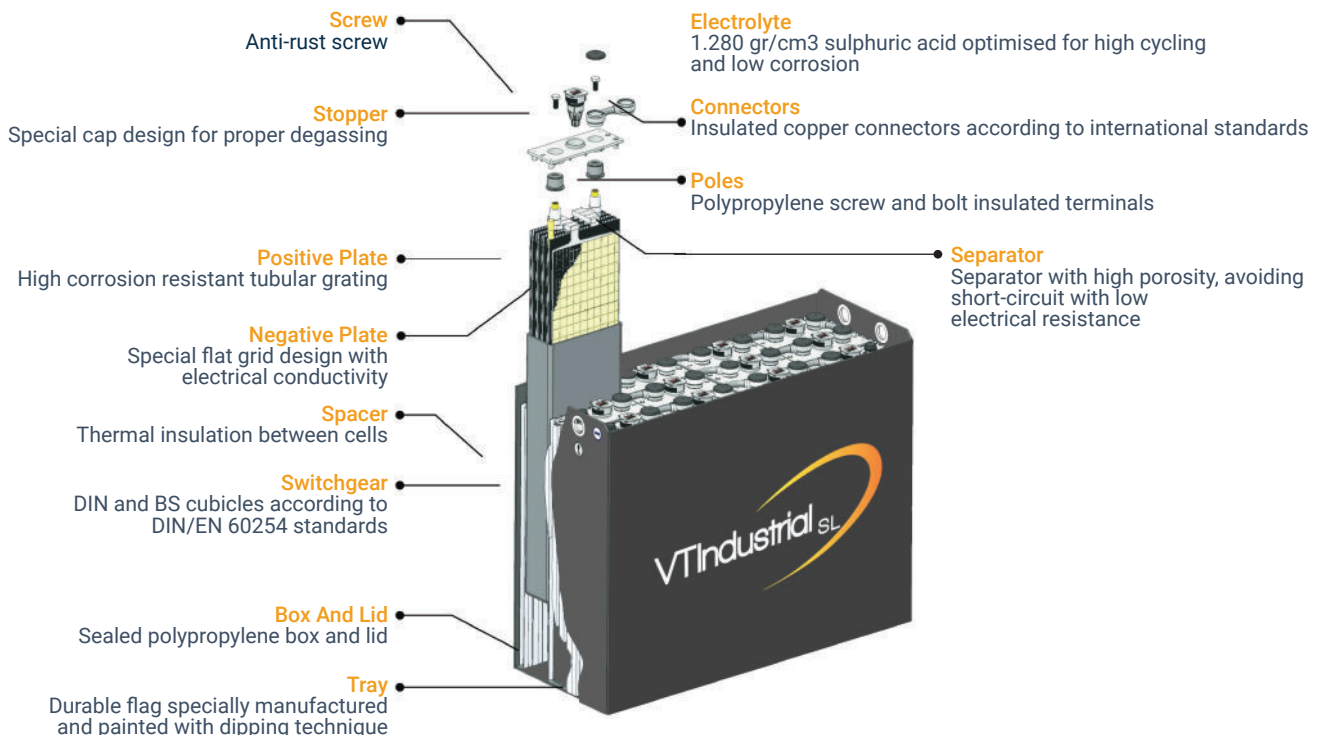 Screw
Anti-rust screw
Electrolyte
1.280 gr/cm3 sulphuric acid optimised for high cycling
and low corrosion
Stopper
Special cap design for proper degassing
Connectors
Insulated copper connectors according to international standards
Poles
Polypropylene screw and bolt insulated terminals
Positive Plate
High corrosion resistant tubular grating
Separator
Separator with high porosity, avoiding
short-circuit with low
electrical resistance
Negative Plate
Special flat grid design with
electrical conductivity
Spacer
Thermal insulation between cells
Switchgear
DIN and BS cubicles according to
DIN/EN 60254 standards
VTIndustrial SL
Box And Lid
Sealed polypropylene box and lid
Tray
Durable flag specially manufactured
and painted with dipping technique